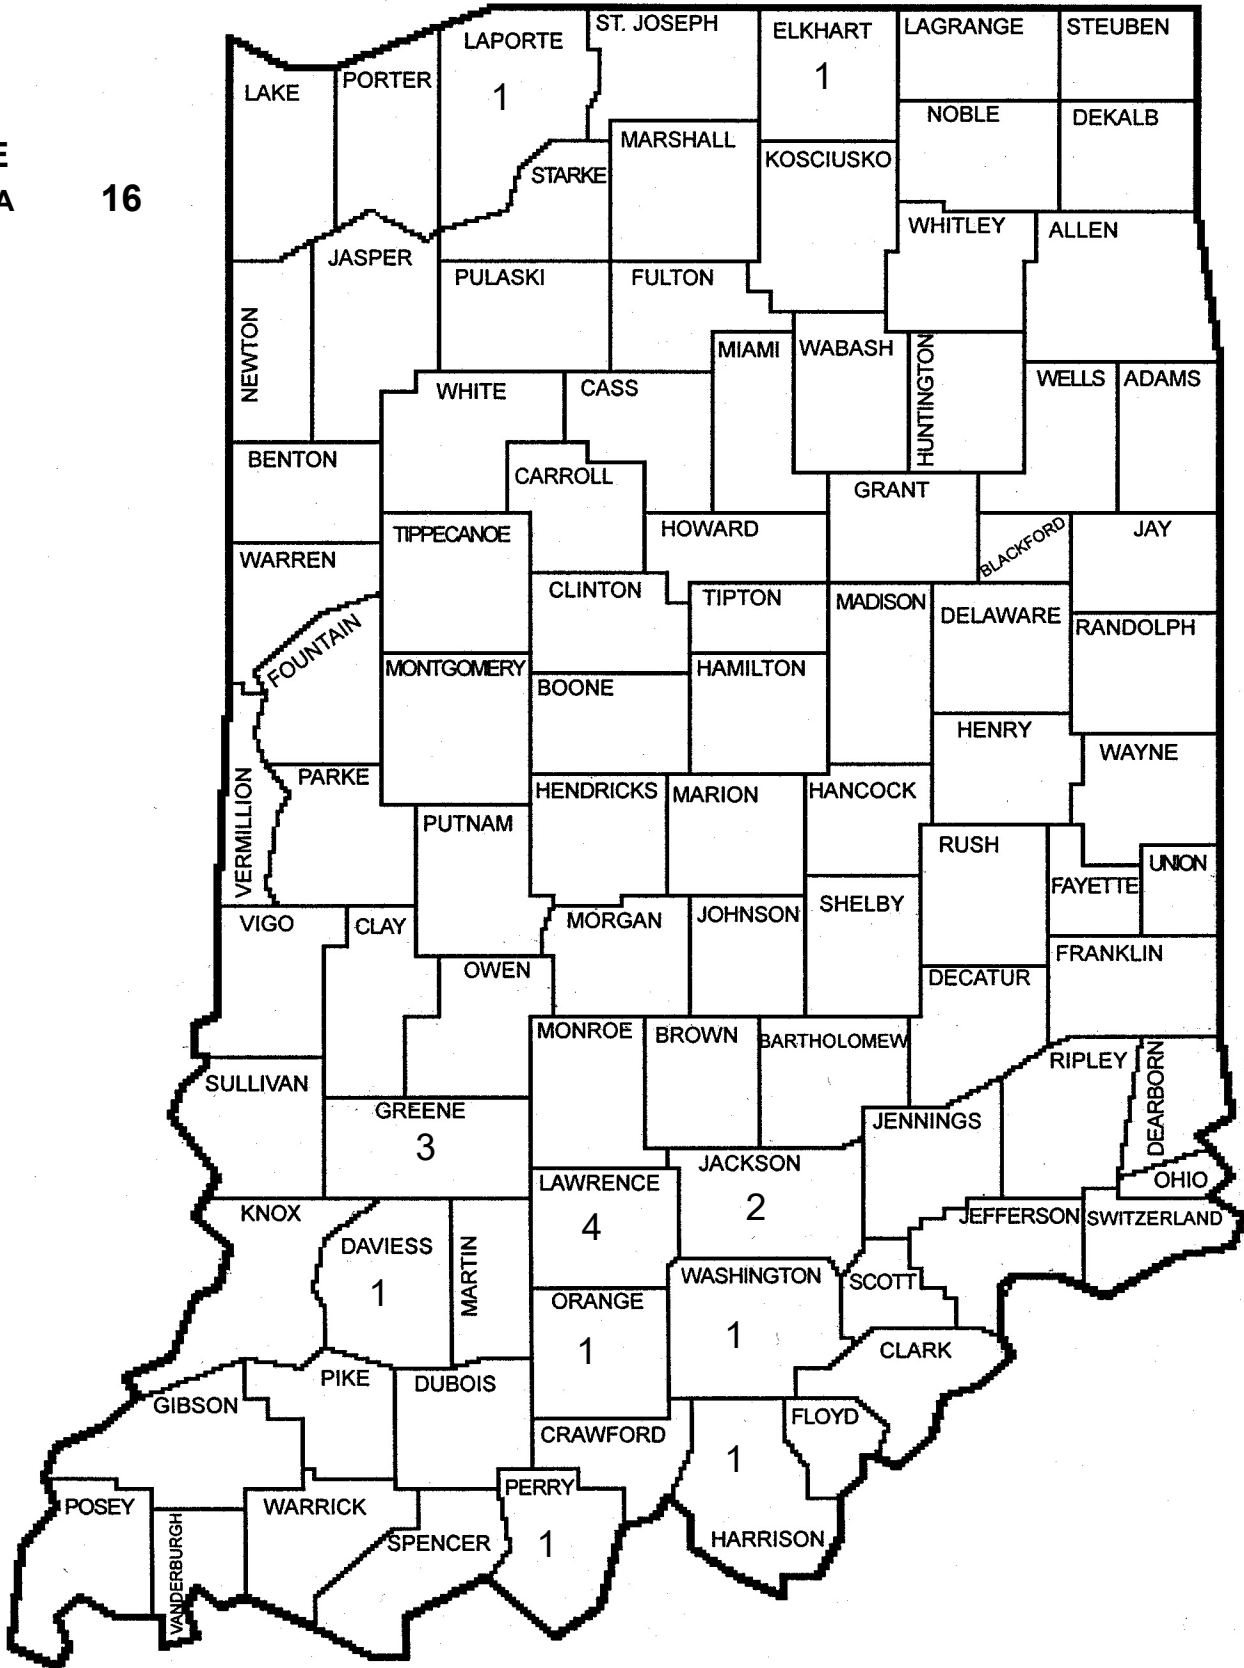 ST. JOSEPH
ELKHART
LAGRANGE
STEUBEN
LAPORTE
1
1
LAKE
PORTER
NOBLE
DEKALB
MARSHALL
E
KOSCIUSKO
STARKE
A 16
WHITLEY
ALLEN
JASPER
PULASKI
FULTON
NEWTON
MIAMI
WABASH
HUNTINGTON
WHITE
CASS
WELLS
ADAMS
BENTON
CARROLL
GRANT
TIPPECANOE
HOWARD
BLACKFORD
JAY
WARREN
CLINTON
TIPTON
MADISON
DELAWARE
RANDOLPH
FOUNTAIN
MONTGOMERY
BOONE
HAMILTON
HENRY
WAYNE
VERMILLION
PARKE
HENDRICKS
MARION
HANCOCK
PUTNAM
RUSH
UNION
FAYETTE
VIGO
CLAY
MORGAN
JOHNSON
SHELBY
OWEN
FRANKLIN
DECATUR
MONROE
BROWN
BARTHOLOMEW
RIPLEY
DEARBORN
SULLIVAN
GREENE
3
JENNINGS
JACKSON
2
LAWRENCE
4
OHIO
KNOX
JEFFERSON
SWITZERLAND
DAVIESS
1
MARTIN
WASHINGTON
1
SCOTT
ORANGE
1
CLARK
PIKE
DUBOIS
GIBSON
FLOYD
CRAWFORD
1
HARRISON
PERRY
1
POSEY
VANDERBURGH
WARRICK
SPENCER